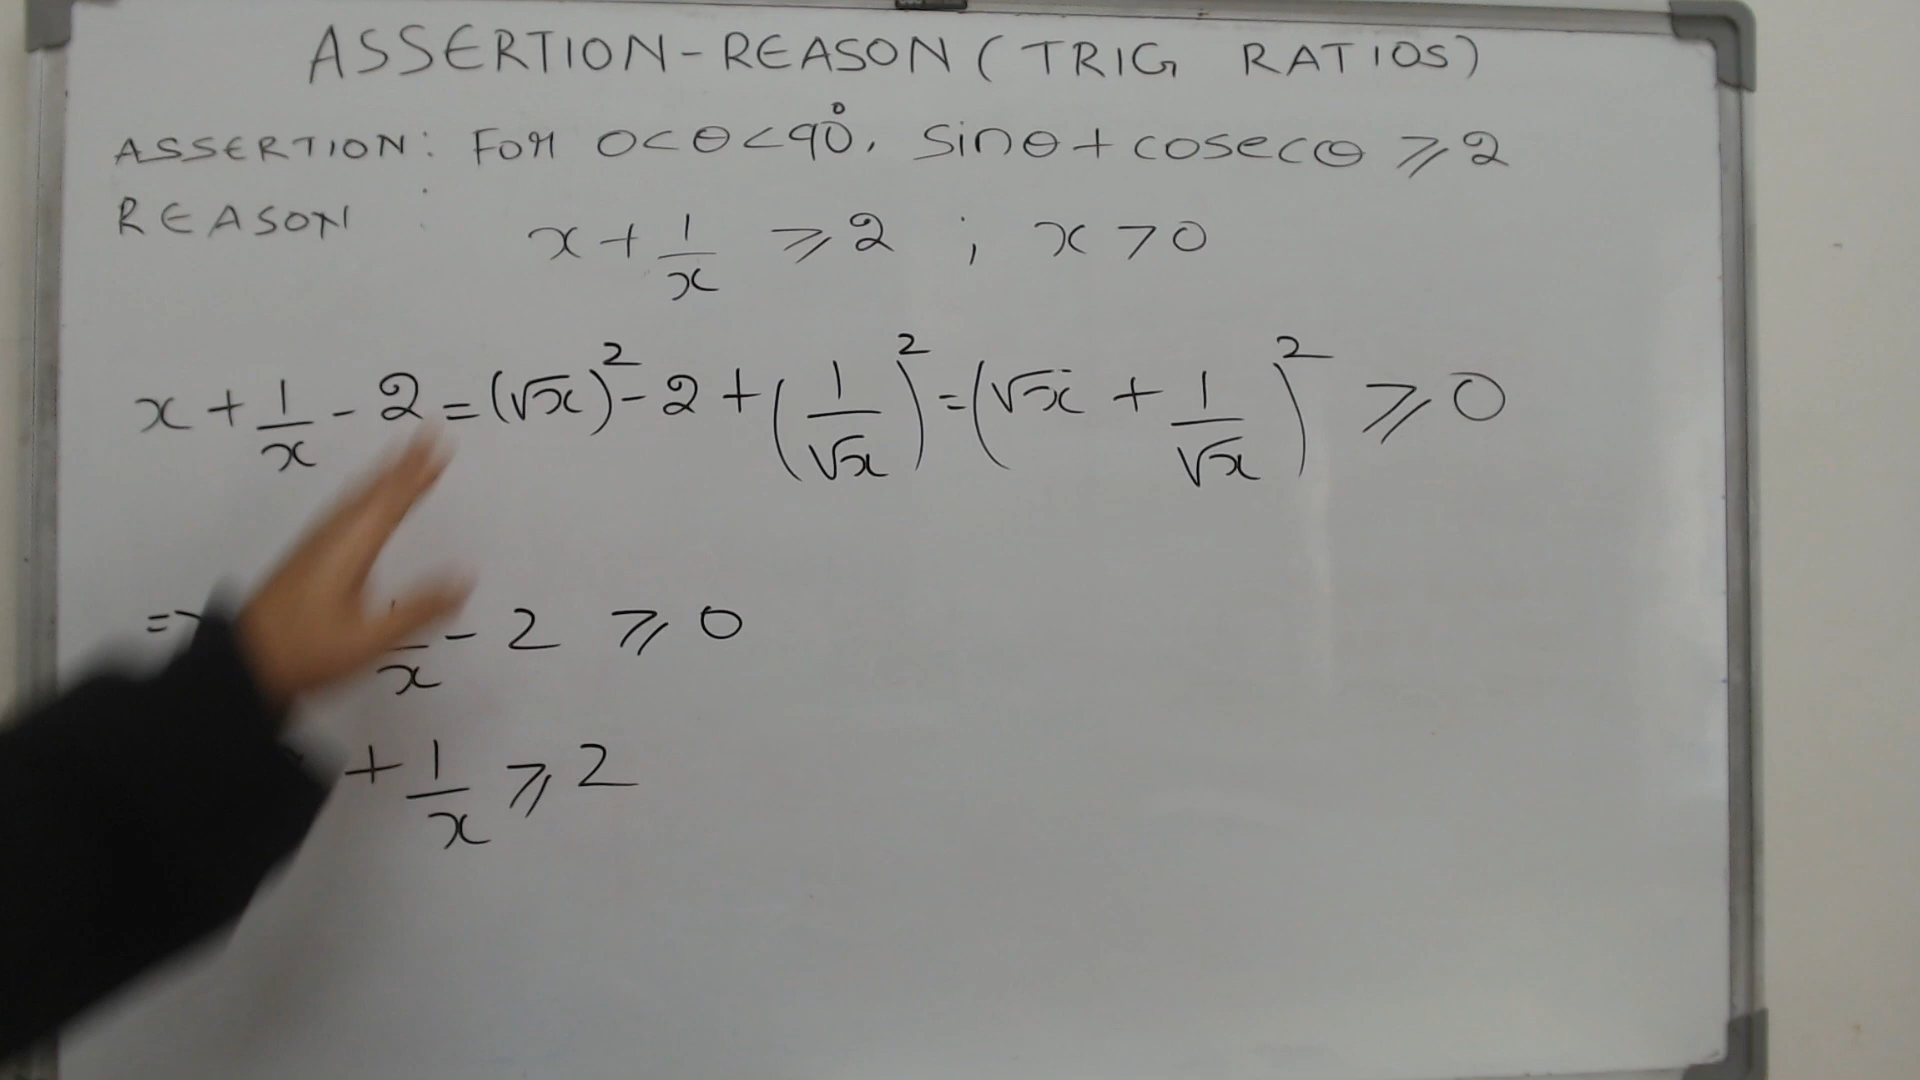 ASSERTION-REASON (TRIG RATIOS)
ASSERTION: FOR 0<θ<90°, sinθ + cosecθ ⩾ 2
REASON : x + 1/x ⩾ 2 ; x > 0
x + 1/x - 2 = (√x)² - 2 + (1/√x)² = (√x + 1/√x)² ⩾ 0
/x - 2 ⩾ 0
+ 1/x ⩾ 2